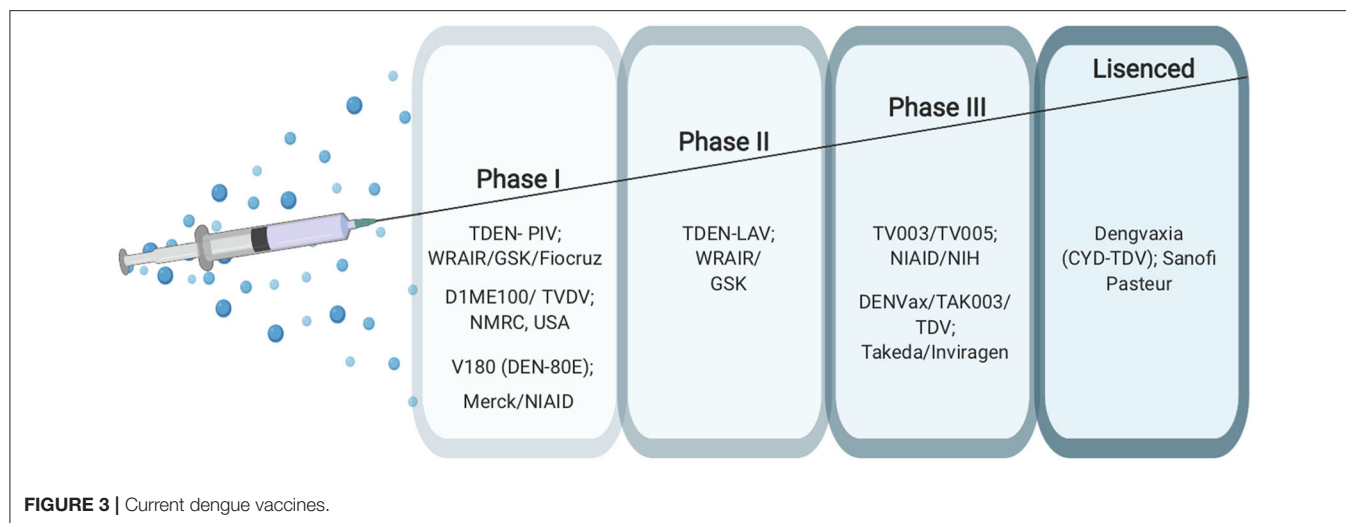 Phase I
TDEN- PIV;
WRAIR/GSK/Fiocruz
D1ME100/ TVDV;
NMRC, USA
V180 (DEN-80E);
Merck/NIAID
Phase II
TDEN-LAV;
WRAIR/
GSK
Phase III
TV003/TV005;
NIAID/NIH
DENVax/TAK003/
TDV;
Takeda/Inviragen
Lisenced
Dengvaxia
(CYD-TDV); Sanofi
Pasteur
FIGURE 3 | Current dengue vaccines.